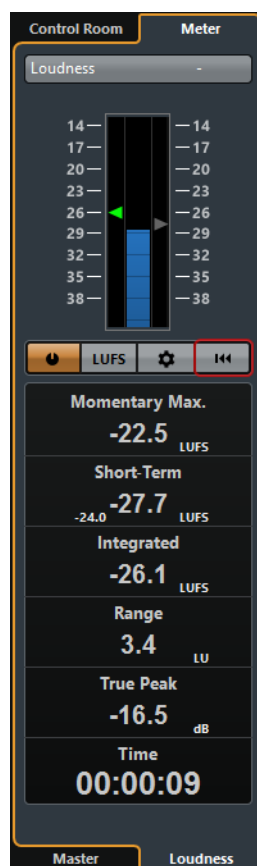 Control Room Meter
Loudness -
14 14
17 17
20 20
23 23
26 26
29 29
32 32
35 35
38 38
LUFS
Momentary Max.
-22.5 LUFS
Short-Term
-24.0 -27.7 LUFS
Integrated
-26.1 LUFS
Range
3.4 LU
True Peak
-16.5 dB
Time
00:00:09
Master Loudness